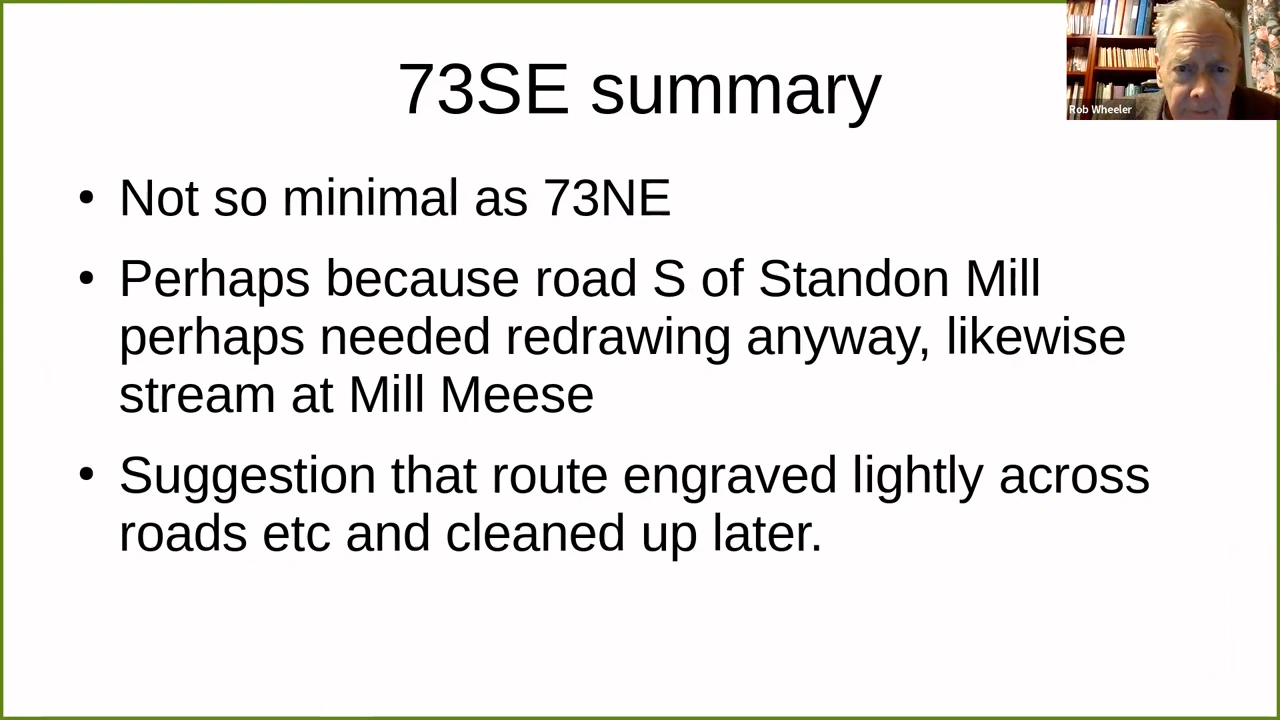 73SE summary
Rob Wheeler
• Not so minimal as 73NE
• Perhaps because road S of Standon Mill
perhaps needed redrawing anyway, likewise
stream at Mill Meese
• Suggestion that route engraved lightly across
roads etc and cleaned up later.